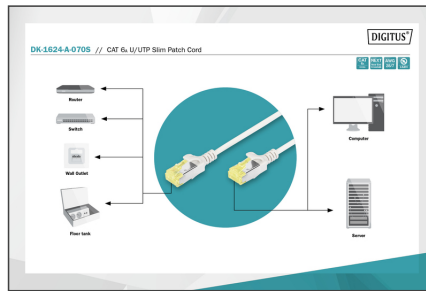 DIGITUS®
DK-1624-A-070S // CAT 6A U/UTP Slim Patch Cord
Router
Switch
Wall Outlet
Floor tank
Computer
Server